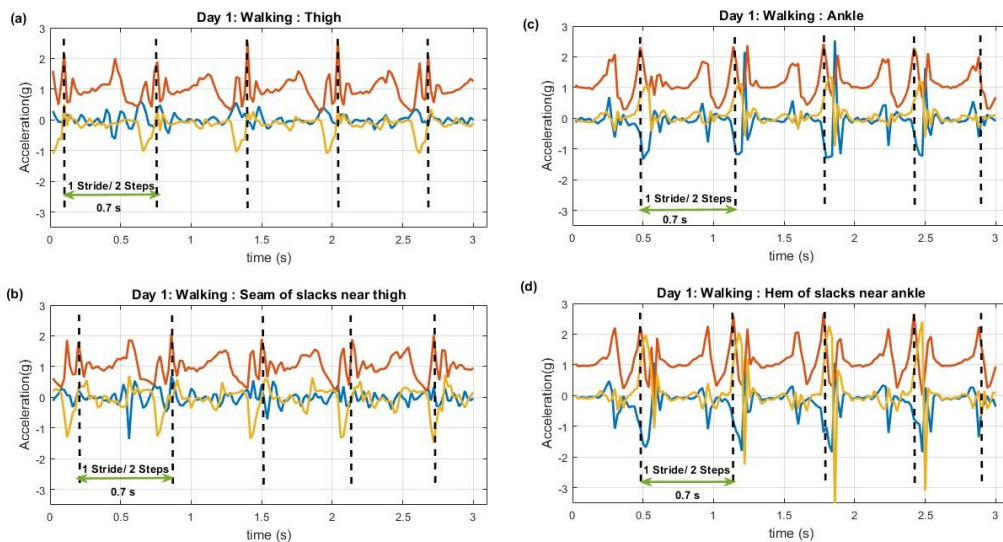 (a)
Day 1: Walking : Thigh
3
2
1
0
-1
-2
-3
Acceleration(g)
1 Stride/ 2 Steps
0.7 s
0 0.5 1 1.5 2 2.5 3
time (s)
(b)
Day 1: Walking : Seam of slacks near thigh
3
2
1
0
-1
-2
-3
Acceleration(g)
1 Stride/ 2 Steps
0.7 s
0 0.5 1 1.5 2 2.5 3
time (s)
(c)
Day 1: Walking : Ankle
3
2
1
0
-1
-2
-3
Acceleration(g)
1 Stride/ 2 Steps
0.7 s
0 0.5 1 1.5 2 2.5 3
time (s)
(d)
Day 1: Walking : Hem of slacks near ankle
3
2
1
0
-1
-2
-3
Acceleration(g)
1 Stride/ 2 Steps
0.7 s
0 0.5 1 1.5 2 2.5 3
time (s)